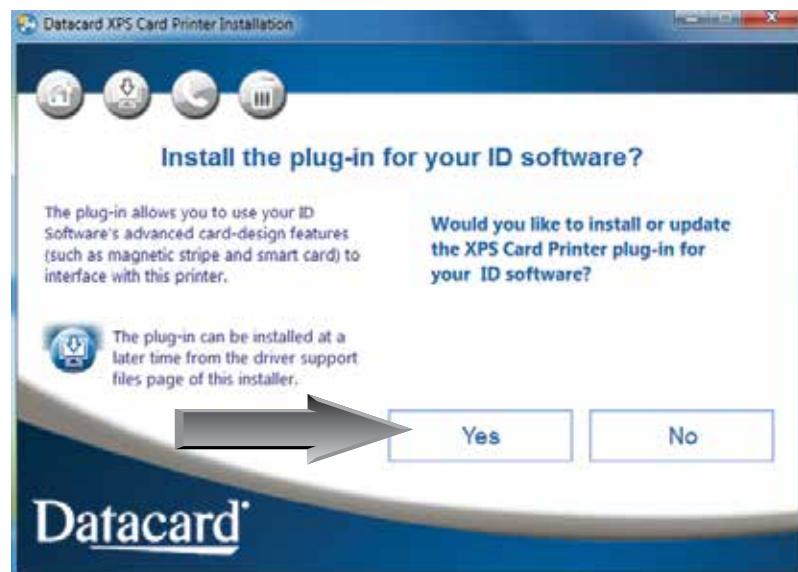 Datacard XPS Card Printer Installation
Install the plug-in for your ID software?
The plug-in allows you to use your ID
Software's advanced card-design features
(such as magnetic stripe and smart card) to
interface with this printer.
The plug-in can be installed at a
later time from the driver support
files page of this installer.
Would you like to install or update
the XPS Card Printer plug-in for
your ID software?
Yes
No
Datacard